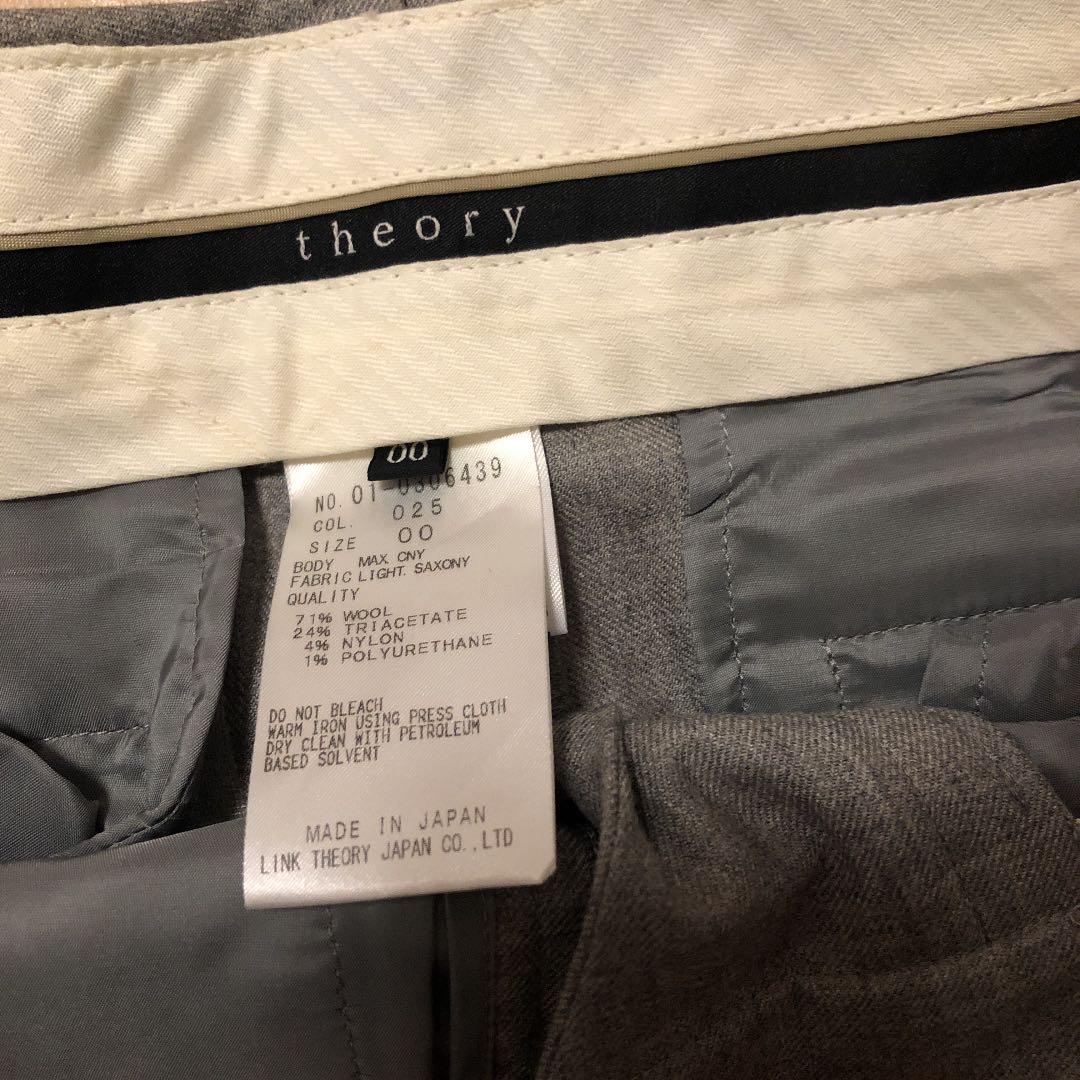 theory
00
NO. 01-0306439
COL. 025
SIZE 00
BODY MAX. CNY
FABRIC LIGHT. SAXONY
QUALITY
71% WOOL
24% TRIACETATE
4% NYLON
1% POLYURETHANE
DO NOT BLEACH
WARM IRON USING PRESS CLOTH
DRY CLEAN WITH PETROLEUM
BASED SOLVENT
MADE IN JAPAN
LINK THEORY JAPAN CO.,LTD